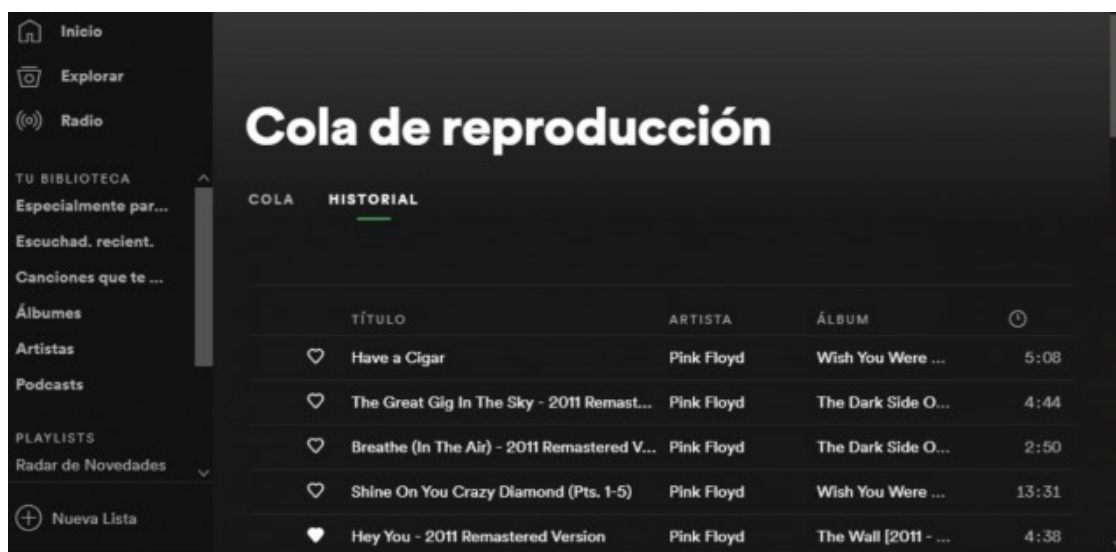 Inicio
Explorar
Radio
TU BIBLIOTECA
Especialmente par...
Escuchad. recient.
Canciones que te ...
Álbumes
Artistas
Podcasts
PLAYLISTS
Radar de Novedades
Nueva Lista
Cola de reproducción
COLA HISTORIAL
TÍTULO ARTISTA ÁLBUM
Have a Cigar Pink Floyd Wish You Were ... 5:08
The Great Gig In The Sky - 2011 Remast... Pink Floyd The Dark Side O... 4:44
Breathe (In The Air) - 2011 Remastered V... Pink Floyd The Dark Side O... 2:50
Shine On You Crazy Diamond (Pts. 1-5) Pink Floyd Wish You Were ... 13:31
Hey You - 2011 Remastered Version Pink Floyd The Wall [2011 - ... 4:38